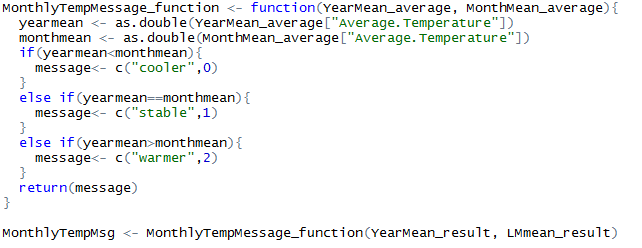 MonthlyTempMessage_function <- function(YearMean_average, MonthMean_average){
  yearmean <- as.double(YearMean_average["Average.Temperature"])
  monthmean <- as.double(MonthMean_average["Average.Temperature"])
  if(yearmean<monthmean){
    message<- c("cooler",0)
  }
  else if(yearmean==monthmean){
    message<- c("stable",1)
  }
  else if(yearmean>monthmean){
    message<- c("warmer",2)
  }
  return(message)
}

MonthlyTempMsg <- MonthlyTempMessage_function(YearMean_result, LMmean_result)